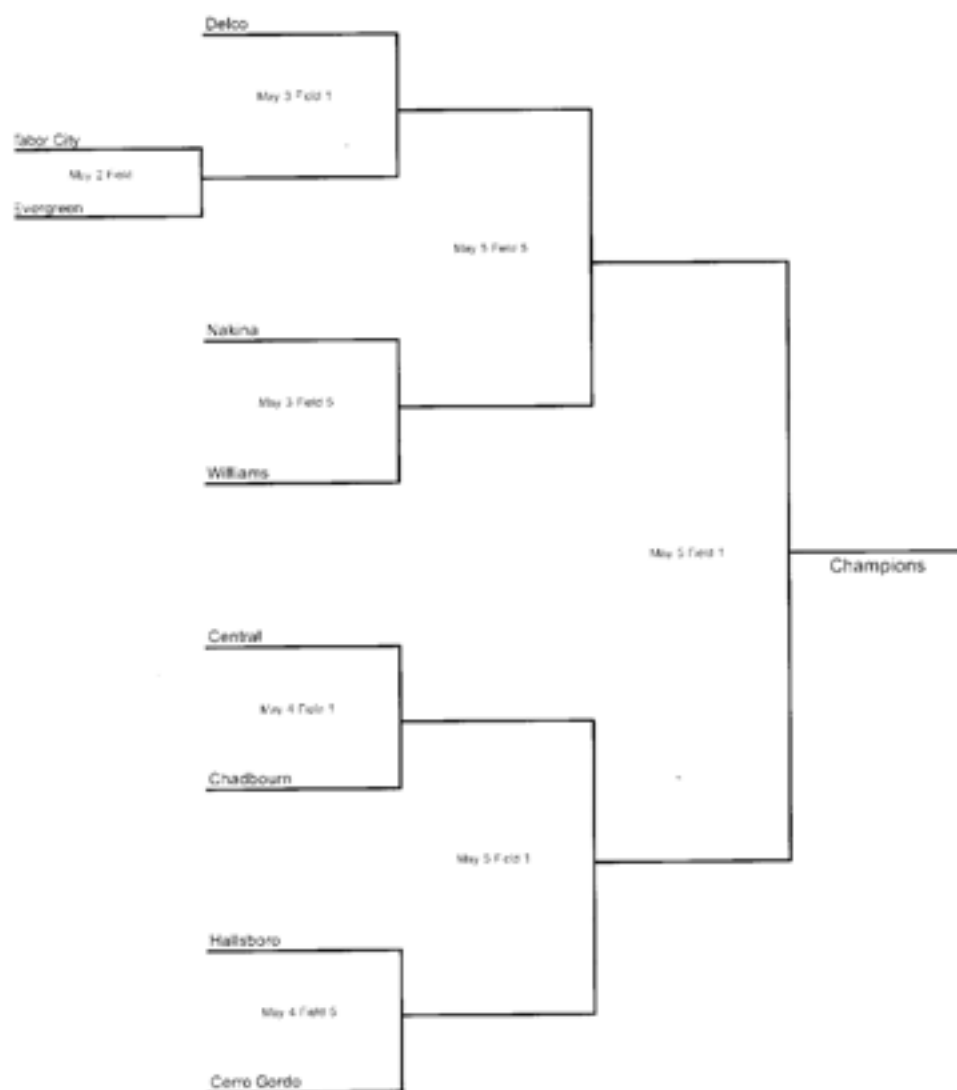 Delco
May 3 Field 1
Tabor City
May 2 Field
Evergreen
May 5 Field 5
Nakina
May 3 Field 5
Williams
May 5 Field 1
Champions
Central
May 4 Field 1
Chadbourn
May 5 Field 1
Hallsboro
May 4 Field 5
Cerro Gordo